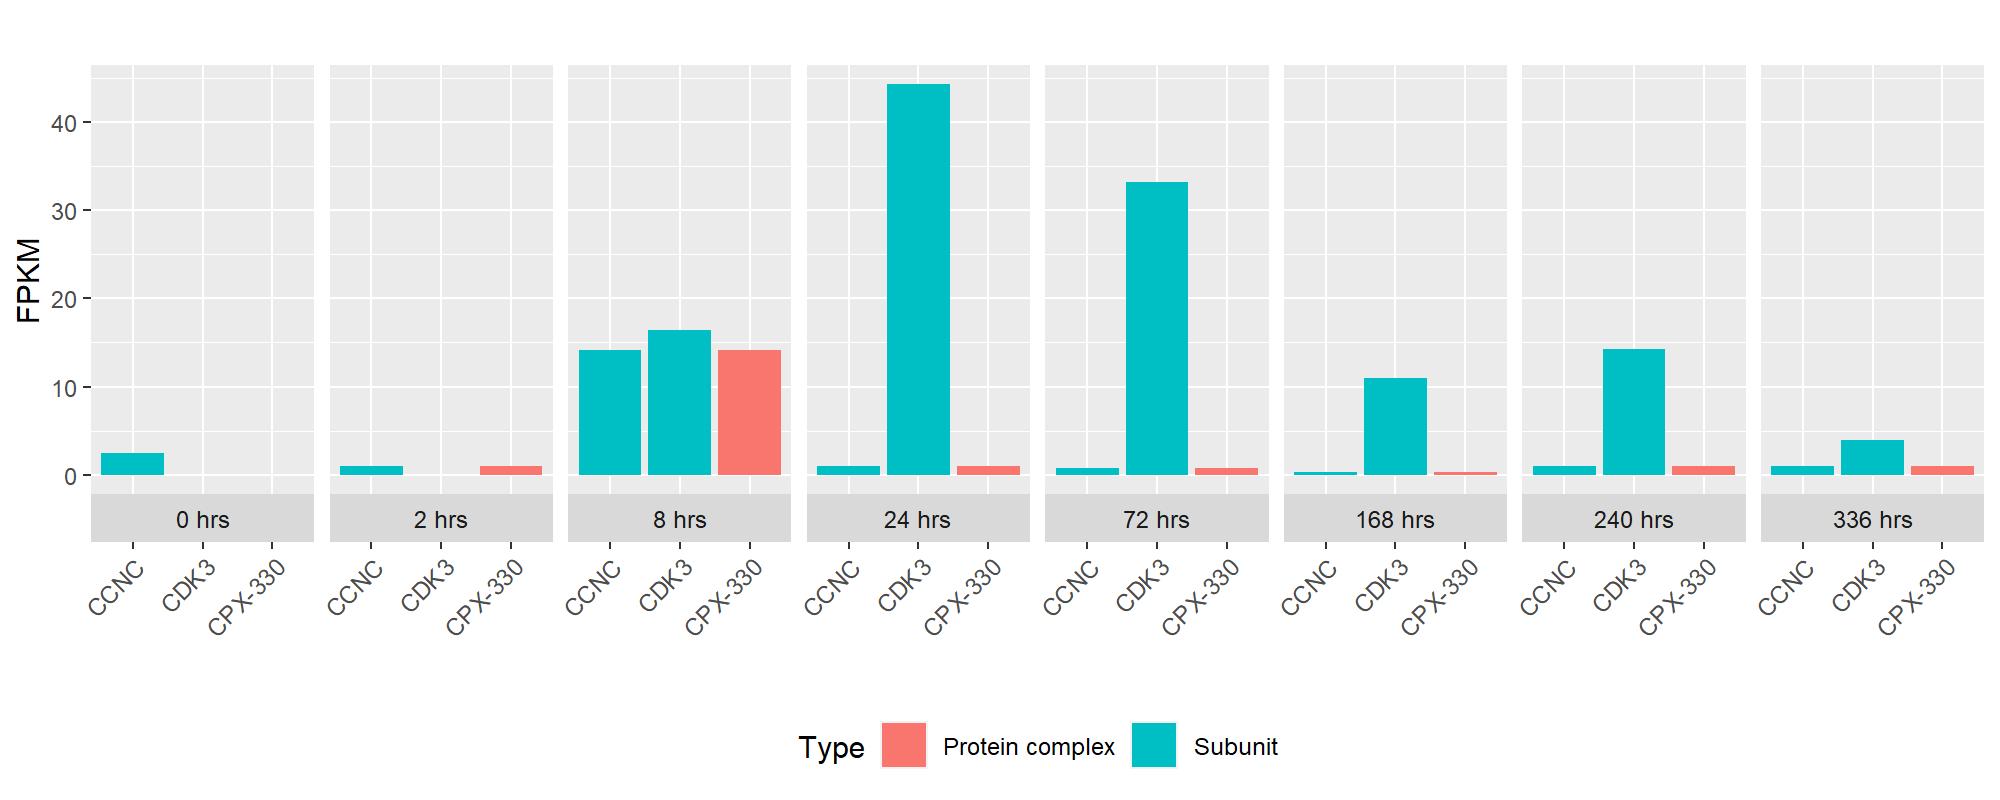 FPKM
40
30
20
10
0
0 hrs 2 hrs 8 hrs 24 hrs 72 hrs 168 hrs 240 hrs 336 hrs
CCNC CDK3 CPX-330 CCNC CDK3 CPX-330 CCNC CDK3 CPX-330 CCNC CDK3 CPX-330 CCNC CDK3 CPX-330 CCNC CDK3 CPX-330 CCNC CDK3 CPX-330 CCNC CDK3 CPX-330
Type Protein complex Subunit